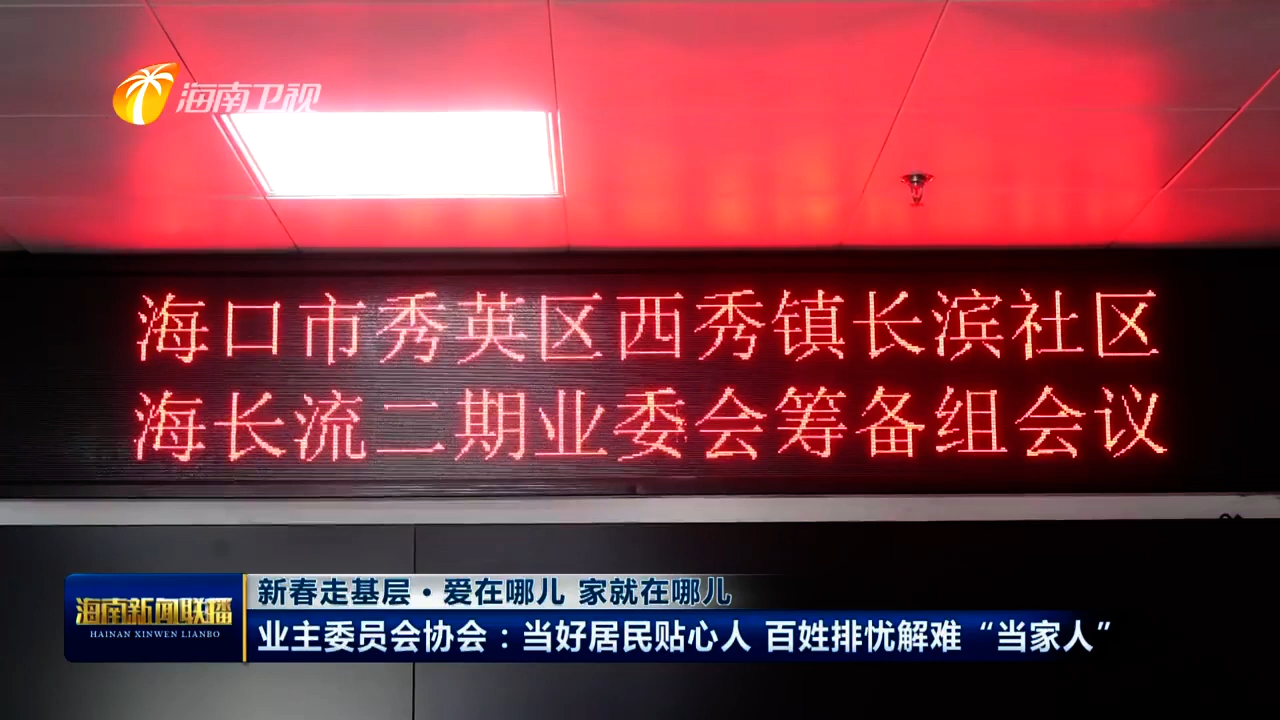 海南卫视
海口市秀英区西秀镇长滨社区
海长流二期业委会筹备组会议
新春走基层·爱在哪儿 家就在哪儿
海南新闻联播
HAINAN XINWEN LIANBO
业主委员会协会：当好居民贴心人 百姓排忧解难“当家人”